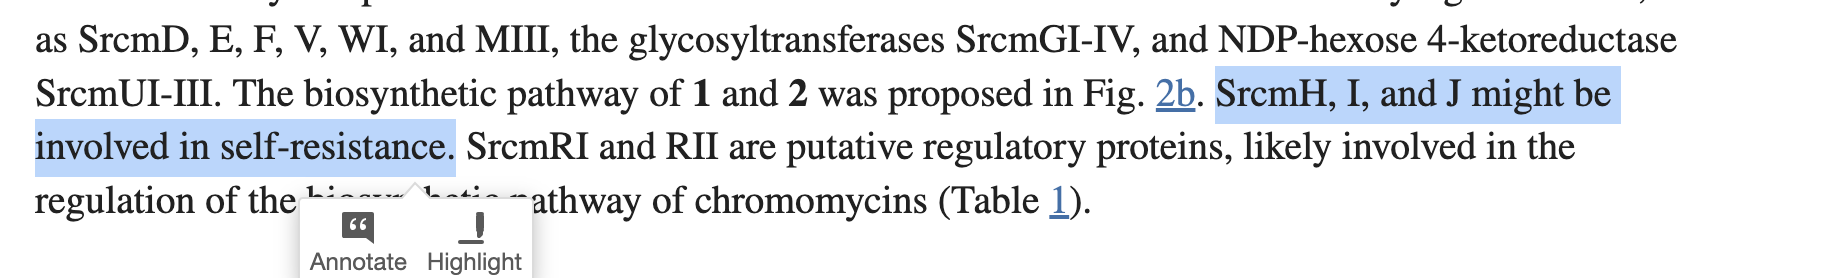 as SrcmD, E, F, V, WI, and MIII, the glycosyltransferases SrcmGI-IV, and NDP-hexose 4-ketoreductase
SrcmUI-III. The biosynthetic pathway of 1 and 2 was proposed in Fig. 2b. SrcmH, I, and J might be
involved in self-resistance. SrcmRI and RII are putative regulatory proteins, likely involved in the
regulation of the biosynthetic pathway of chromomycins (Table 1).
Annotate Highlight